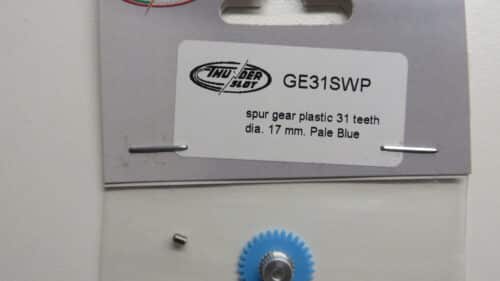 THUNDER
SLOT
GE31SWP
spur gear plastic 31 teeth
dia. 17 mm. Pale Blue